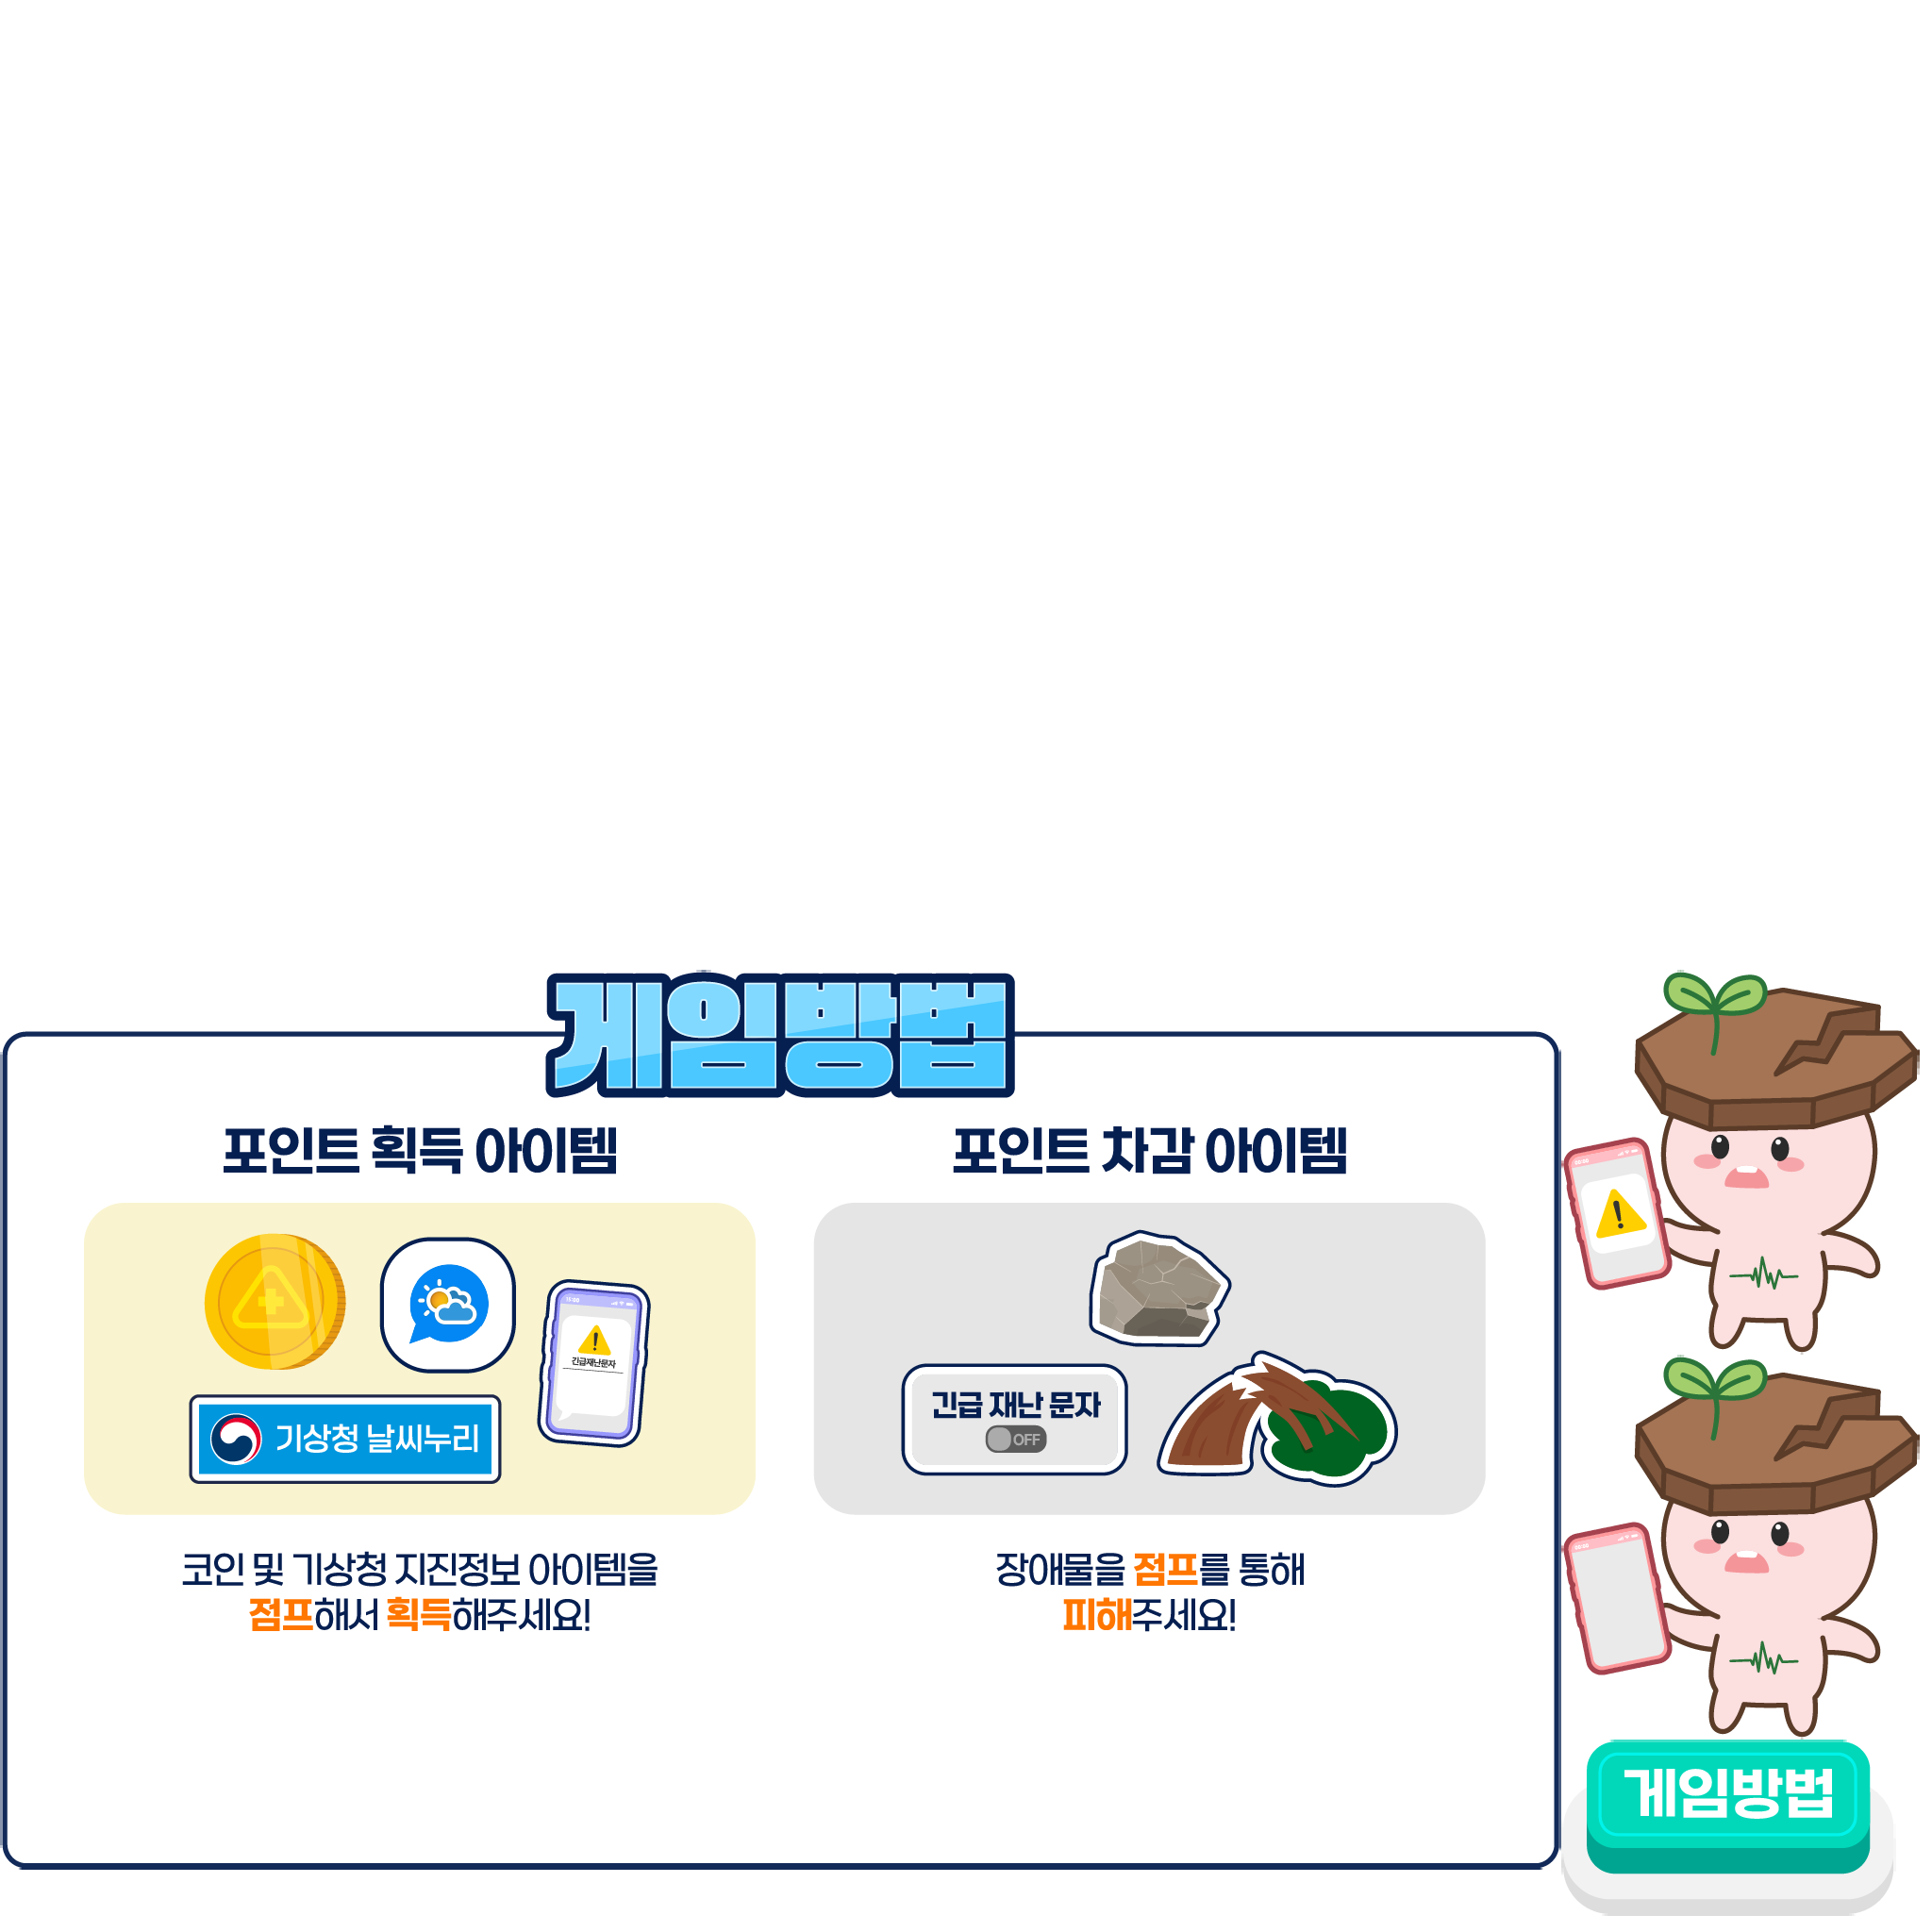 게임방법
포인트 획득 아이템
긴급재난문자
기상청 날씨누리
코인 및 기상청 지진정보 아이템을
점프해서 획득해주세요!
포인트 차감 아이템
긴급 재난 문자
OFF
장애물을 점프를 통해
피해주세요!
게임방법